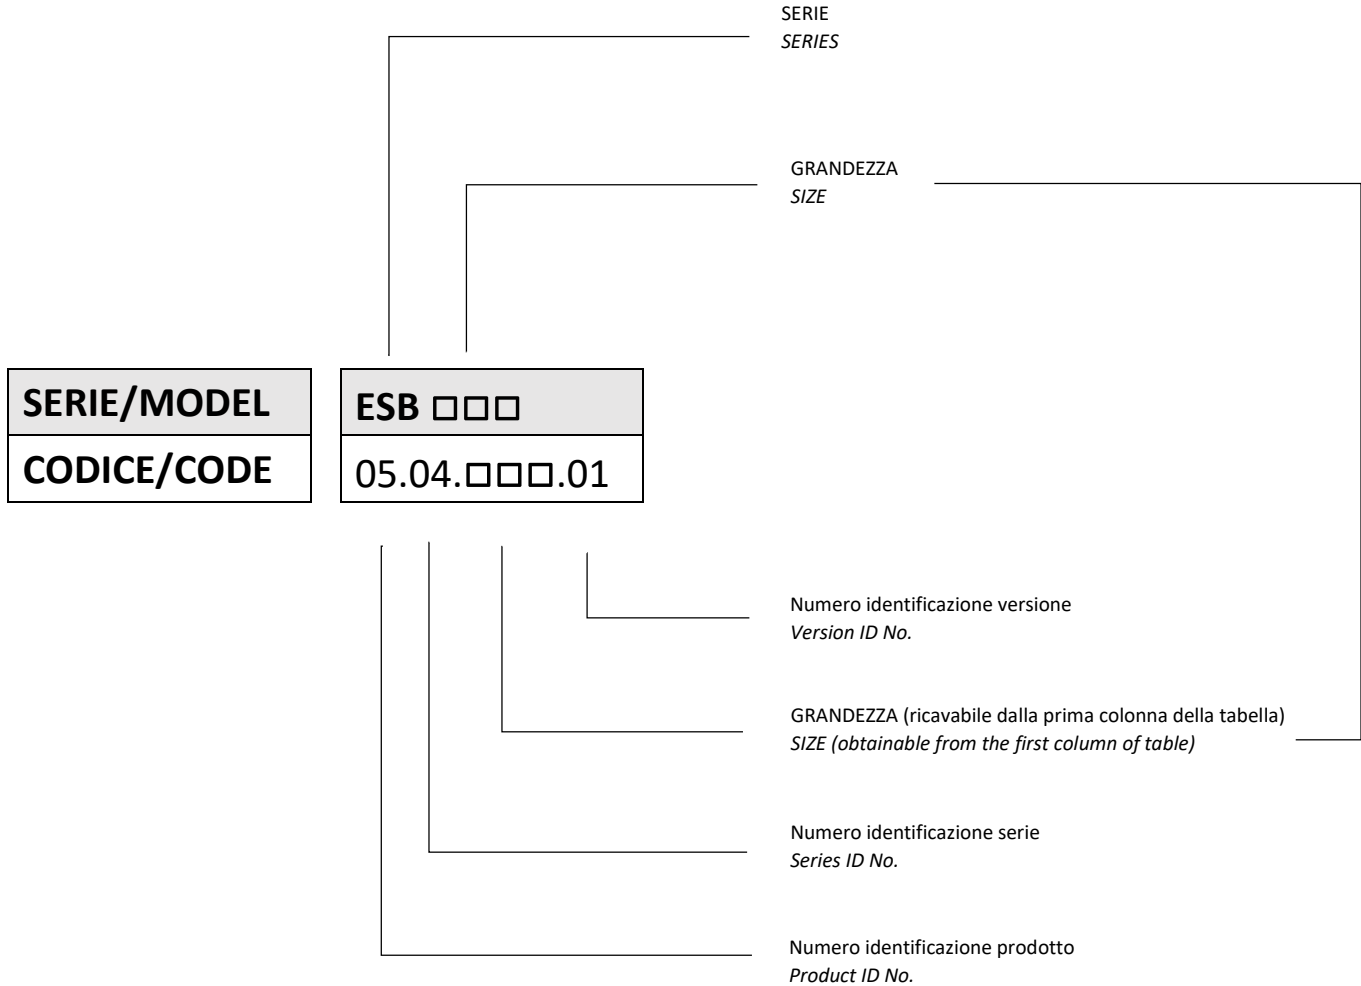 SERIE
SERIES
GRANDEZZA
SIZE
SERIE/MODEL
ESB □□□
CODICE/CODE
05.04.□□□.01
Numero identificazione versione
Version ID No.
GRANDEZZA (ricavabile dalla prima colonna della tabella)
SIZE (obtainable from the first column of table)
Numero identificazione serie
Series ID No.
Numero identificazione prodotto
Product ID No.